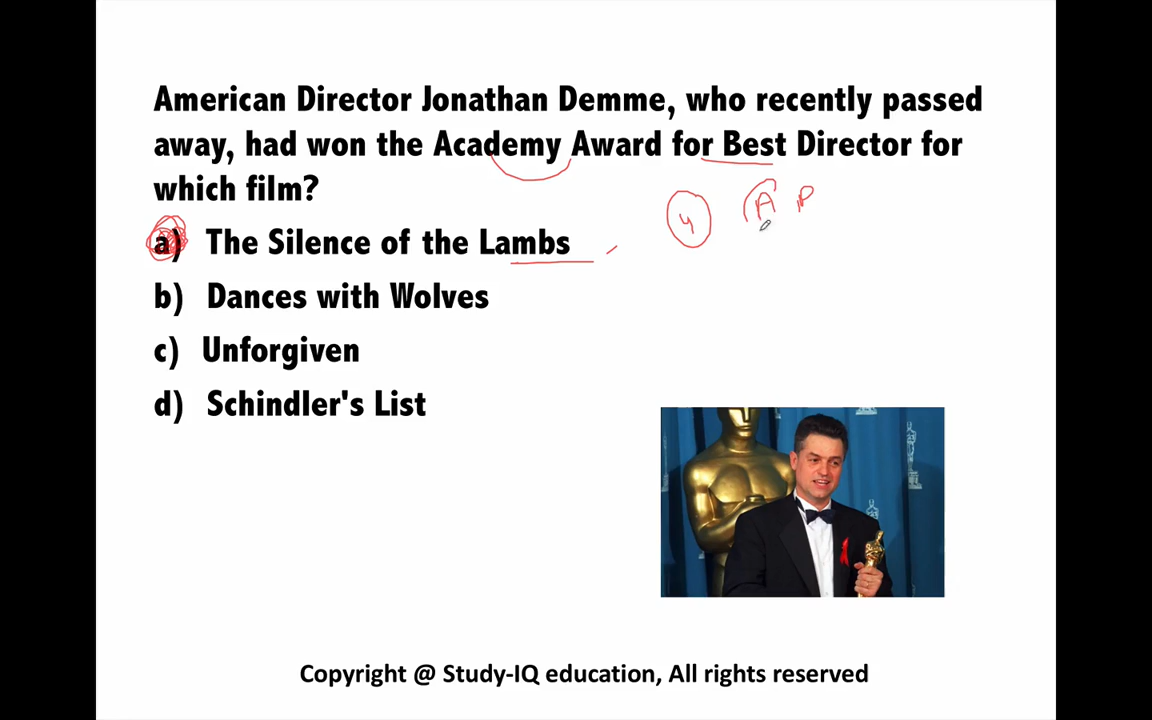 American Director Jonathan Demme, who recently passed
away, had won the Academy Award for Best Director for
which film?
4 A P
a) The Silence of the Lambs
b) Dances with Wolves
c) Unforgiven
d) Schindler's List
Copyright @ Study-IQ education, All rights reserved